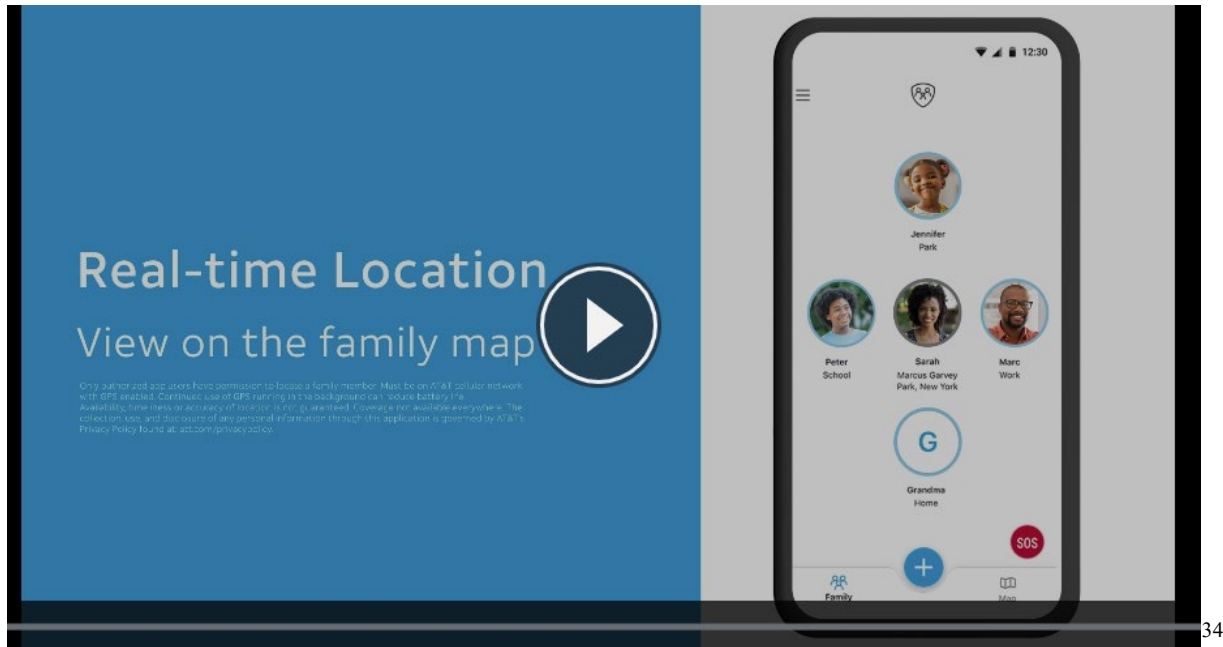 Real-time Location
View on the family map
Only authorized app users have permission to locate a family member. Must be on AT&T cellular network
with GPS enabled. Continued use of GPS running in the background can reduce battery life.
Availability, timeliness or accuracy of location is not guaranteed. Coverage not available everywhere. The
collection, use, and disclosure of any personal information through this application is governed by AT&T's
Privacy Policy found at: att.com/privacypolicy.
12:30
Jennifer
Park
Peter
School
Sarah
Marcus Garvey
Park, New York
Marc
Work
G
Grandma
Home
SOS
Family
Map
34